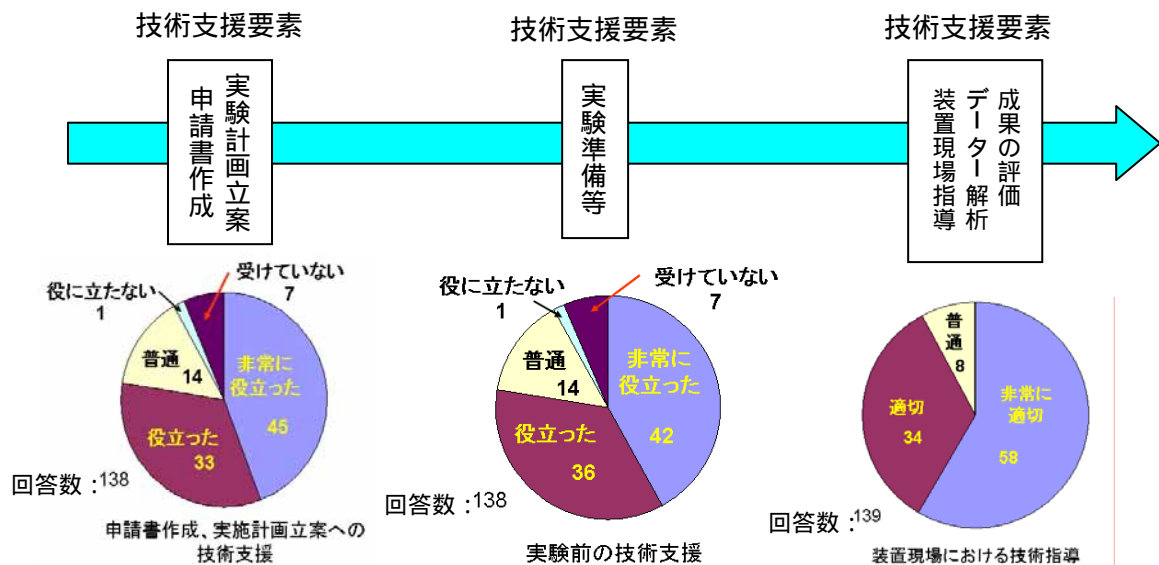 技術支援要素
技術支援要素
技術支援要素
実験計画立案
申請書作成
実験準備等
成果の評価
データー解析
装置現場指導
受けていない
7
役に立たない
1
普通
14
非常に
役立った
45
役立った
33
回答数：138
申請書作成、実施計画立案への
技術支援
受けていない
7
役に立たない
1
普通
14
非常に
役立った
42
役立った
36
回答数：138
実験前の技術支援
普通
8
非常に
適切
58
適切
34
回答数：139
装置現場における技術指導